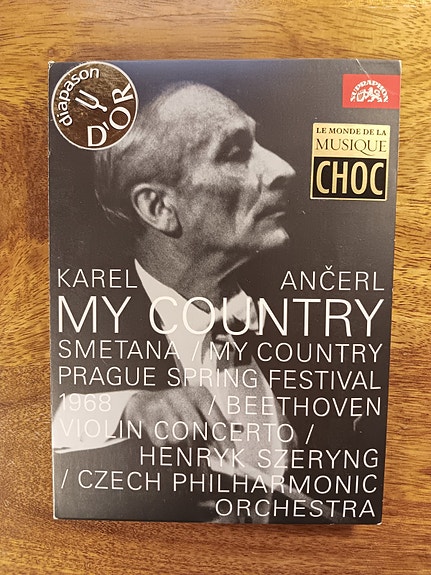 diapason
D'OR
SUPRAPHON
LE MONDE DE LA
MUSIQUE
CHOC
KAREL ANČERL
MY COUNTRY
SMETANA / MY COUNTRY
PRAGUE SPRING FESTIVAL
1968 / BEETHOVEN
VIOLIN CONCERTO /
HENRYK SZERYNG
/ CZECH PHILHARMONIC
ORCHESTRA